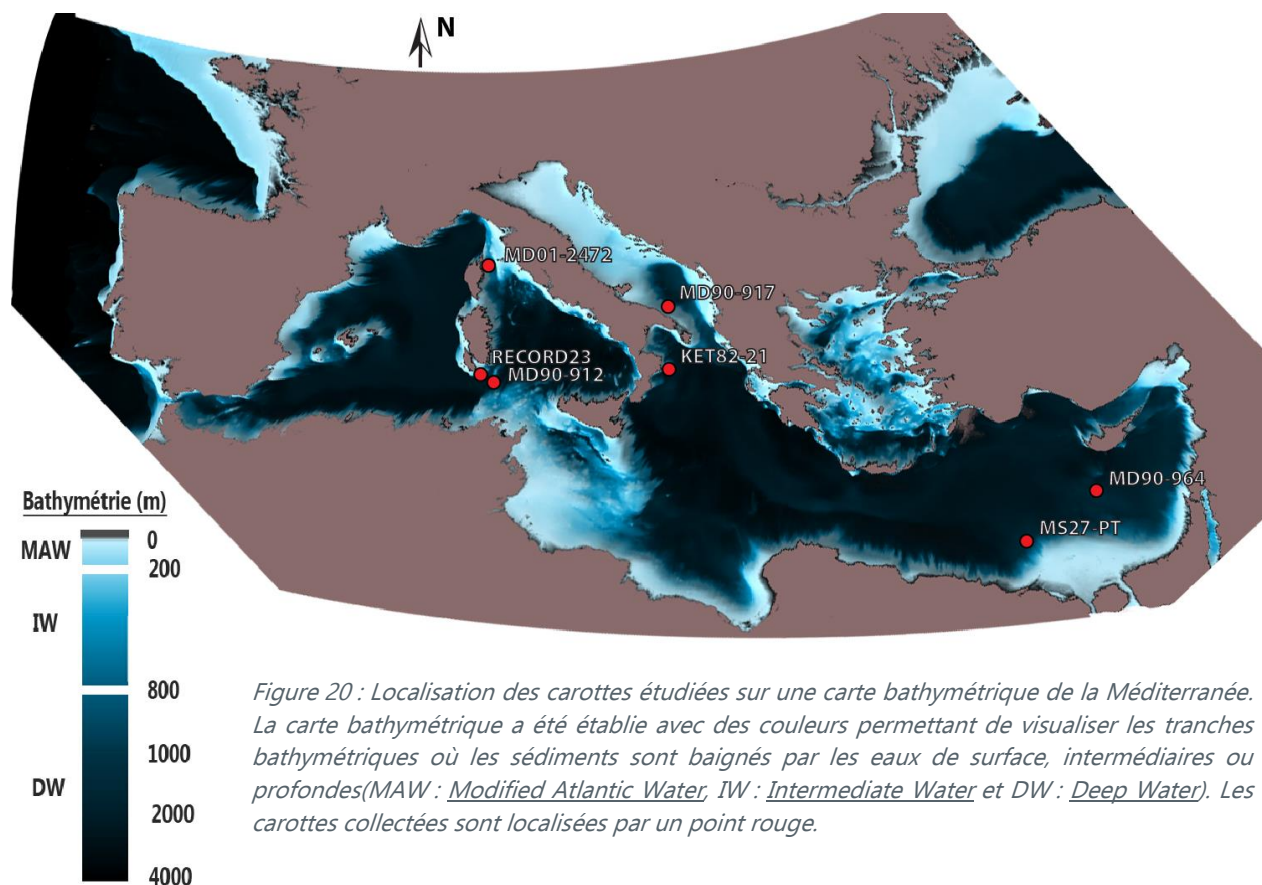 N
MD01-2472
MD90-917
RECORD23
KET82-21
MD90-912
MD90-964
MS27-PT
Bathymétrie (m)
MAW
0
200
IW
800
1000
DW
2000
4000
Figure 20 : Localisation des carottes étudiées sur une carte bathymétrique de la Méditerranée.
La carte bathymétrique a été établie avec des couleurs permettant de visualiser les tranches
bathymétriques où les sédiments sont baignés par les eaux de surface, intermédiaires ou
profondes(MAW : Modified Atlantic Water, IW : Intermediate Water et DW : Deep Water). Les
carottes collectées sont localisées par un point rouge.